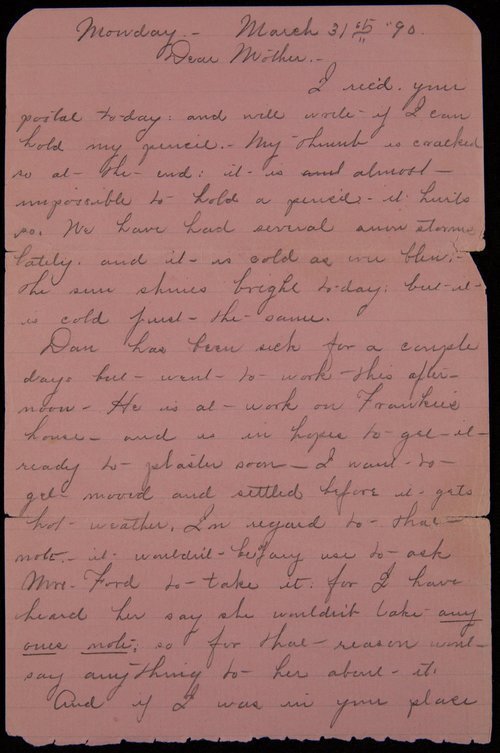 Monday.- March 31st "90.
Dear Mother.-
I rec'd. your
postal to-day: and will write if I can
hold my pencil.- My thumb is cracked
so at- the- end: it- is and almost-
impossible to- hold a pencil- it hurts
so. We have had several snow storms
lately. and it- is cold as ever blew.-
The sun shines bright to-day: but-it-
is cold just- the- same.
Dan has been sick for a couple
days but- went- to- work- this after-
noon- He is at- work on Frankie's
house- and is in hopes to- get- it-
ready to- plaster soon- I want- to-
get- moved and settled before it- gets
hot- weather. In regard to- that-
note.- it- wouldn't- be any use to- ask
Mrs- Ford to- take it: for I have
heard her say she wouldn't take any
ones note; so for that- reason wont-
say anything to- her about- it.
And if I was in your place